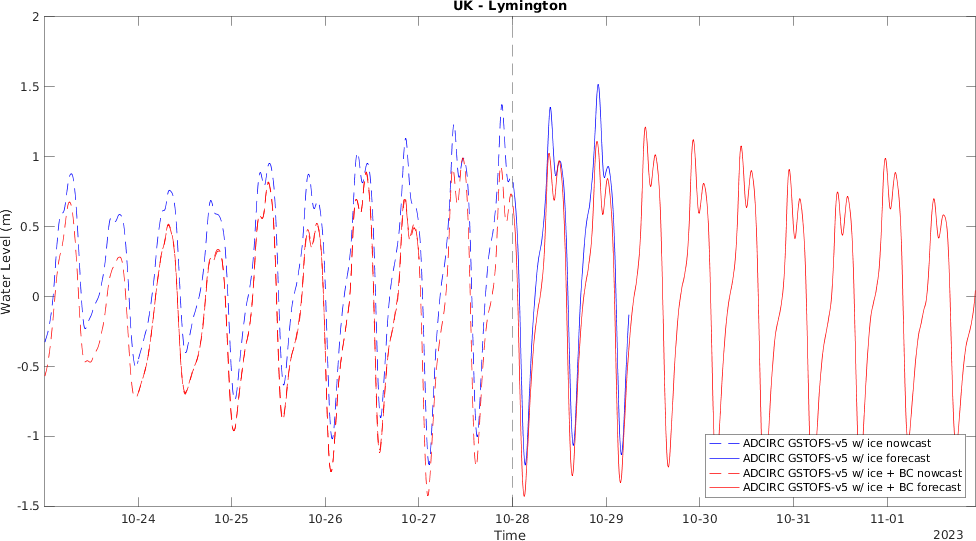 UK - Lymington
2
1.5
1
0.5
0
-0.5
-1
-1.5
Water Level (m)
10-24
10-25
10-26
10-27
10-28
10-29
10-30
10-31
11-01
Time
2023
ADCIRC GSTOFS-v5 w/ ice nowcast
ADCIRC GSTOFS-v5 w/ ice forecast
ADCIRC GSTOFS-v5 w/ ice + BC nowcast
ADCIRC GSTOFS-v5 w/ ice + BC forecast